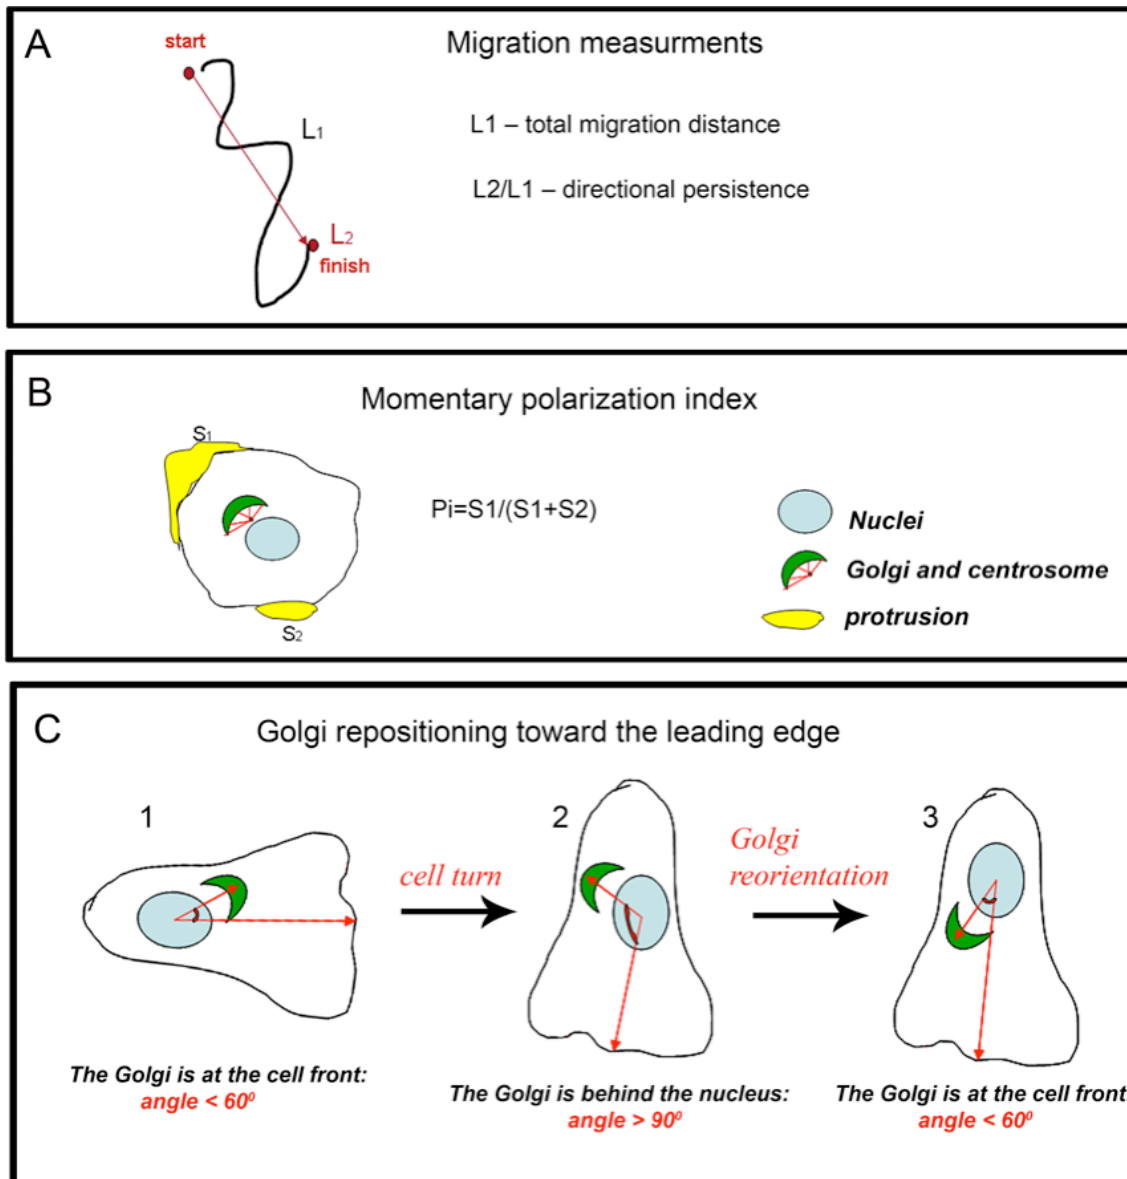 A
Migration measurments
start
L1
L1 – total migration distance
L2/L1 – directional persistence
L2
finish
B
Momentary polarization index
S1
Pi=S1/(S1+S2)
Nuclei
Golgi and centrosome
protrusion
S2
C
Golgi repositioning toward the leading edge
1
2
3
cell turn
Golgi
reorientation
The Golgi is at the cell front:
angle < 60⁰
The Golgi is behind the nucleus:
angle > 90⁰
The Golgi is at the cell front:
angle < 60⁰